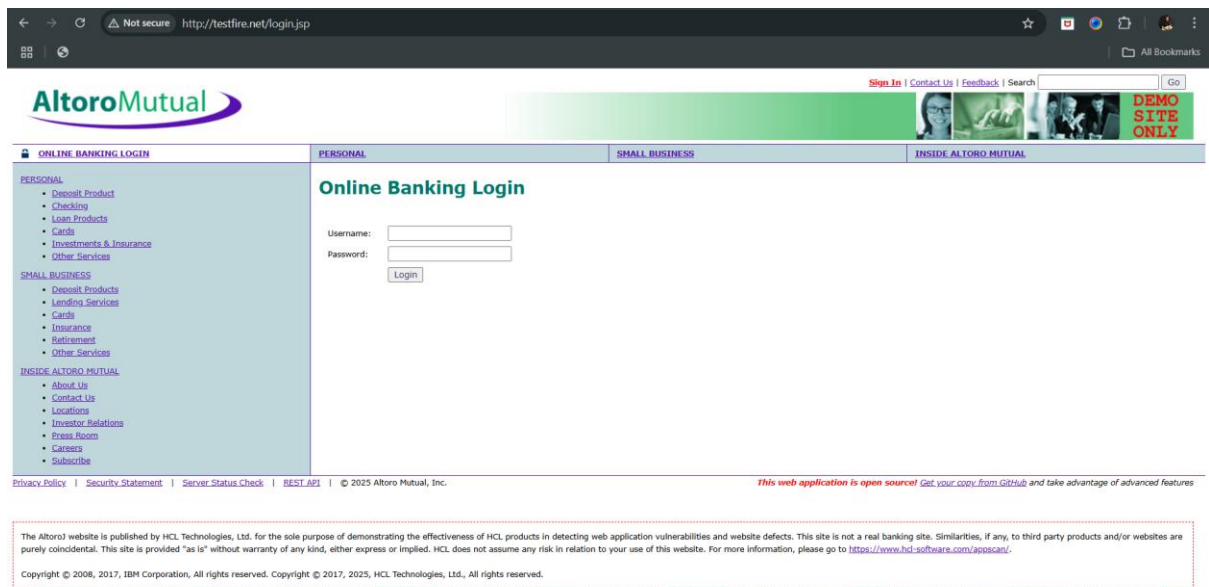 Not secure http://testfire.net/login.jsp
All Bookmarks
Sign In | Contact Us | Feedback | Search Go
AltoroMutual
DEMO
SITE
ONLY
ONLINE BANKING LOGIN PERSONAL SMALL BUSINESS INSIDE ALTORO MUTUAL
PERSONAL
• Deposit Product
• Checking
• Loan Products
• Cards
• Investments & Insurance
• Other Services
SMALL BUSINESS
• Deposit Products
• Lending Services
• Cards
• Insurance
• Retirement
• Other Services
INSIDE ALTORO MUTUAL
• About Us
• Contact Us
• Locations
• Investor Relations
• Press Room
• Careers
• Subscribe
Online Banking Login
Username:
Password:
Login
Privacy Policy | Security Statement | Server Status Check | REST API | © 2025 Altoro Mutual, Inc. This web application is open source! Get your copy from GitHub and take advantage of advanced features
The AltoroJ website is published by HCL Technologies, Ltd. for the sole purpose of demonstrating the effectiveness of HCL products in detecting web application vulnerabilities and website defects. This site is not a real banking site. Similarities, if any, to third party products and/or websites are
purely coincidental. This site is provided "as is" without warranty of any kind, either express or implied. HCL does not assume any risk in relation to your use of this website. For more information, please go to https://www.hcl-software.com/appscan/.
Copyright © 2008, 2017, IBM Corporation, All rights reserved. Copyright © 2017, 2025, HCL Technologies, Ltd., All rights reserved.